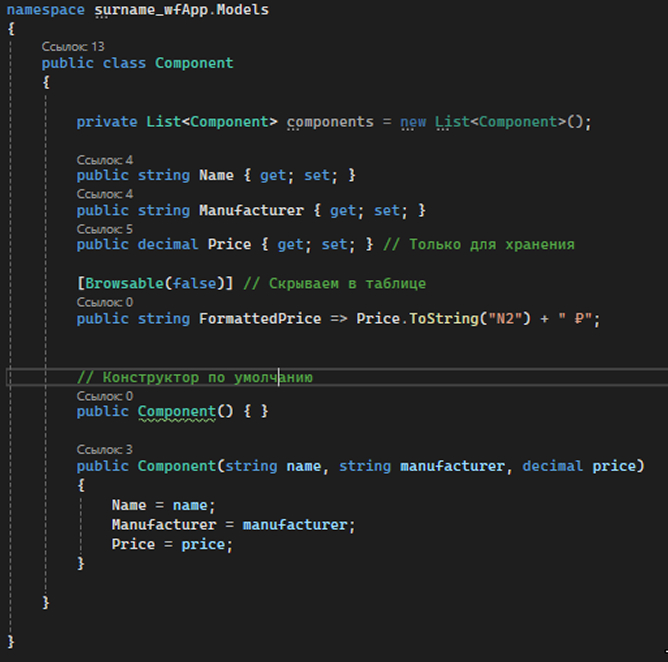 namespace surname_wfApp.Models
{
Ссылок: 13
public class Component
{
private List<Component> components = new List<Component>();
Ссылок: 4
public string Name { get; set; }
Ссылок: 4
public string Manufacturer { get; set; }
Ссылок: 5
public decimal Price { get; set; } // Только для хранения
[Browsable(false)] // Скрываем в таблице
Ссылок: 0
public string FormattedPrice => Price.ToString("N2") + " ₽";
// Конструктор по умолчанию
Ссылок: 0
public Component() { }
Ссылок: 3
public Component(string name, string manufacturer, decimal price)
{
Name = name;
Manufacturer = manufacturer;
Price = price;
}
}
}